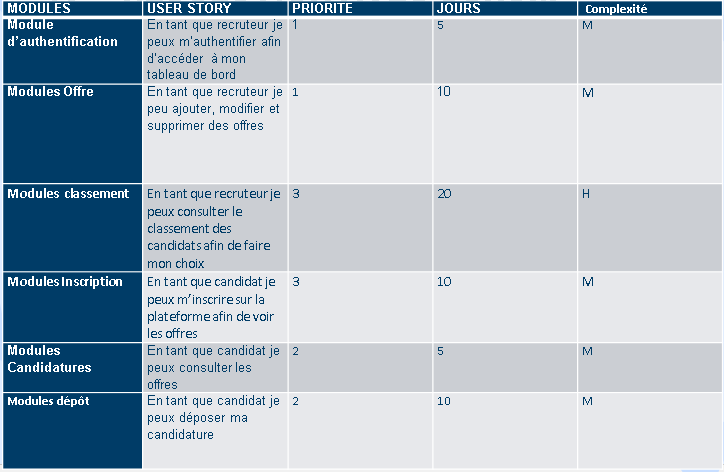 MODULES USER STORY PRIORITE JOURS Complexité
Module d’authentification
En tant que recruteur je
peux m’authentifier afin
d’accéder à mon
tableau de bord
1 5 M
Modules Offre
En tant que recruteur je
peu ajouter, modifier et
supprimer des offres
1 10 M
Modules classement
En tant recruteur je
peux consulter le
classement des
candidats afin de faire
mon choix
3 20 H
Modules Inscription
En tant que candidat je
peux m’inscrire sur la
plateforme afin de voir
les offres
3 10 M
Modules
Candidatures
En tant que candidat je
peux consulter les
offres
2 5 M
Modules dépôt
En tant que candidat je
peux déposer ma
candidature
2 10 M